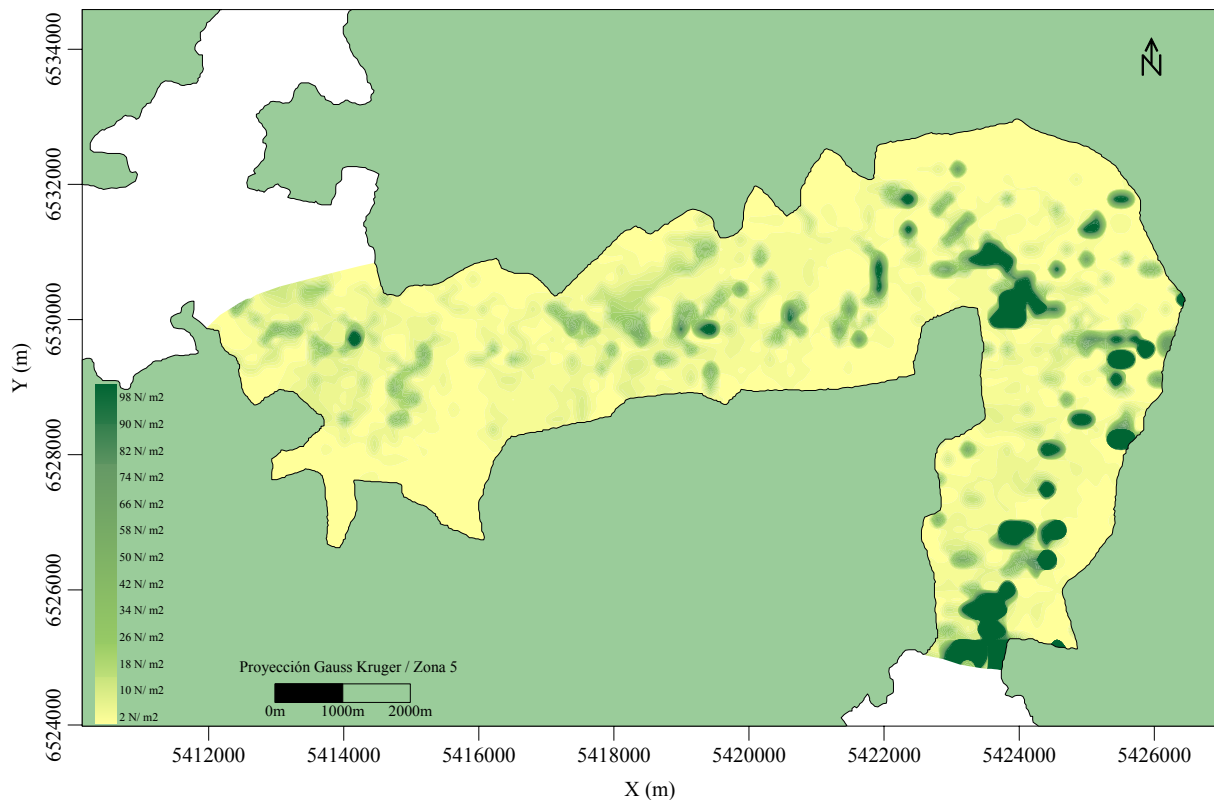 N
6534000
6532000
6530000
6528000
6526000
6524000
Y (m)
98 N/ m2
90 N/ m2
82 N/ m2
74 N/ m2
66 N/ m2
58 N/ m2
50 N/ m2
42 N/ m2
34 N/ m2
26 N/ m2
18 N/ m2
10 N/ m2
2 N/ m2
Proyección Gauss Kruger / Zona 5
0m 1000m 2000m
5412000 5414000 5416000 5418000 5420000 5422000 5424000 5426000
X (m)